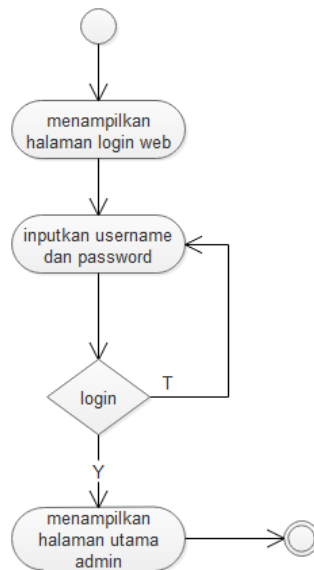 menampilkan
halaman login web
inputkan username
dan password
login
T
Y
menampilkan
halaman utama
admin